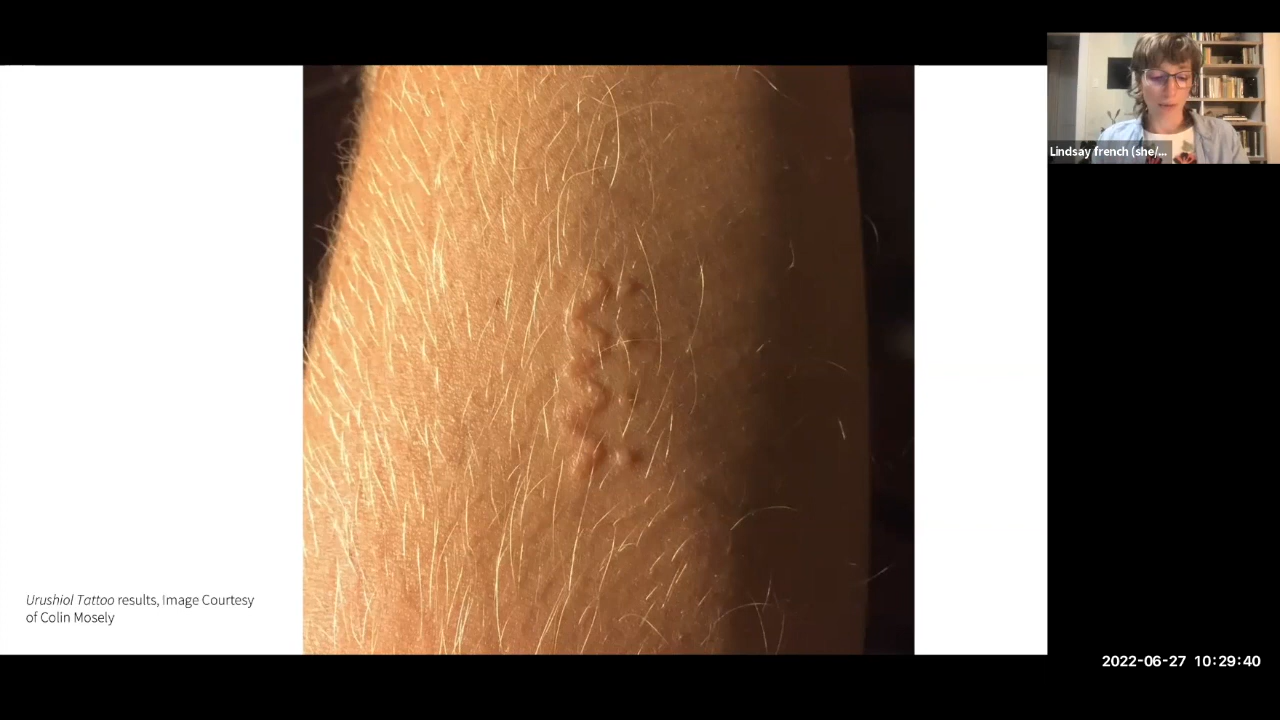 Lindsay french (she/...
Urushiol Tattoo results, Image Courtesy
of Colin Mosely
2022-06-27 10:29:40